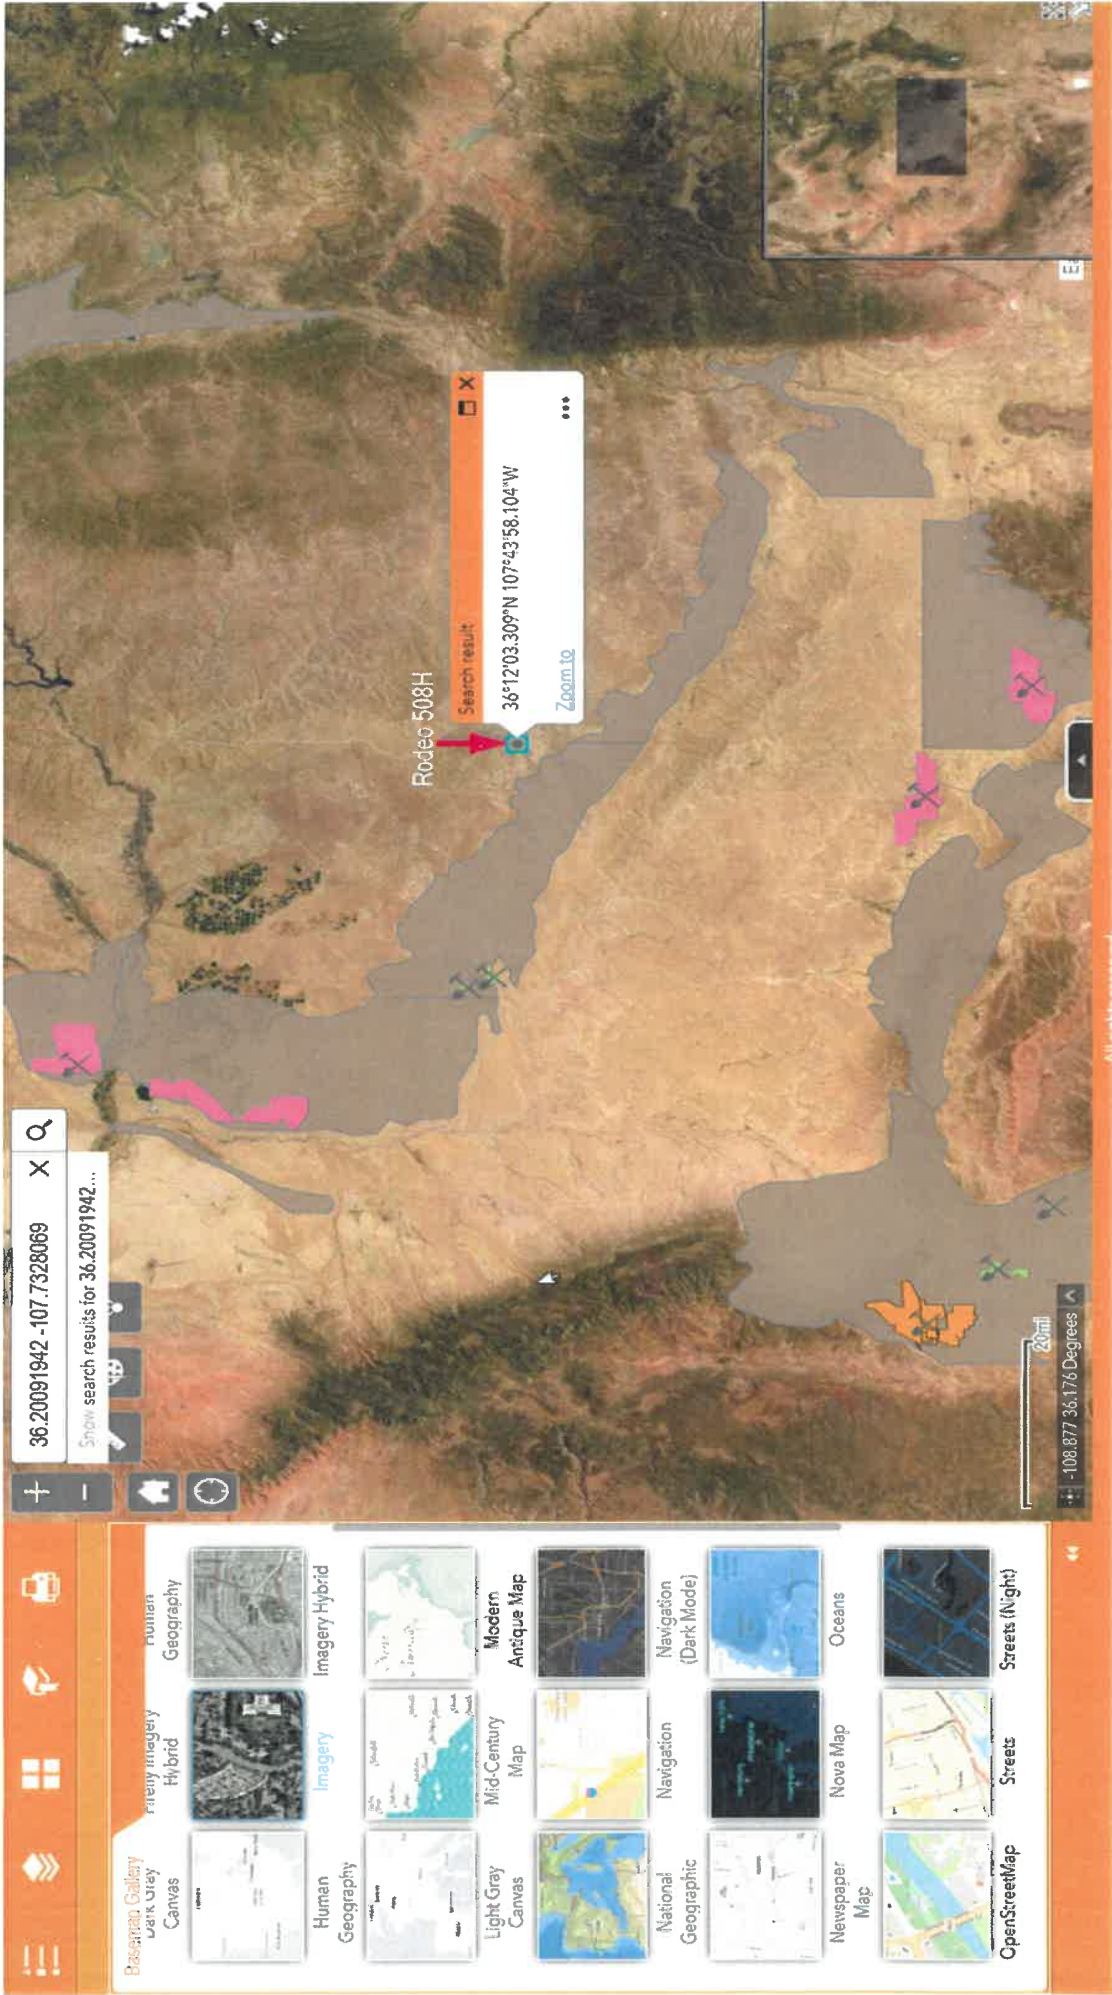 Basemap Gallery
Dark Gray
Canvas
Firefly Imagery
Hybrid
Human
Geography
Human
Geography
Imagery
Imagery Hybrid
Light Gray
Canvas
Mid-Century
Map
Modern
Antique Map
National
Geographic
Navigation
Navigation
(Dark Mode)
Newspaper
Map
Nova Map
Oceans
OpenStreetMap
Streets
Streets (Night)
+
−
36.20091942 -107.7328069 X
Show search results for 36.20091942...
Rodeo 508H
Search result
X
36°12'03.309"N 107°43'58.104"W
Zoom to
•••
20mi
-108.877 36.176 Degrees